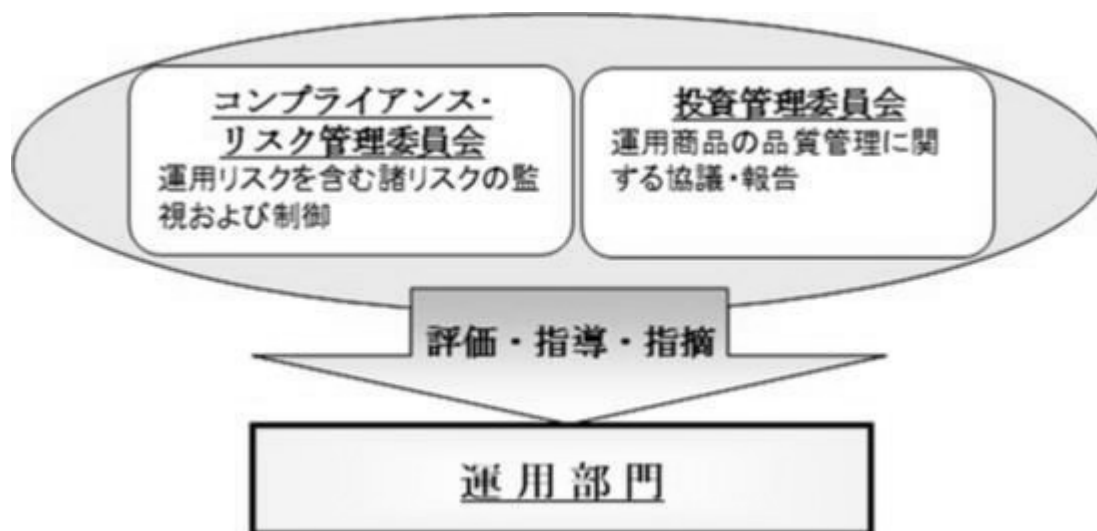 コンプライアンス・
リスク管理委員会
運用リスクを含む諸リスクの監
視および制御
投資管理委員会
運用商品の品質管理に関
する協議・報告
評価・指導・指摘
運用部門